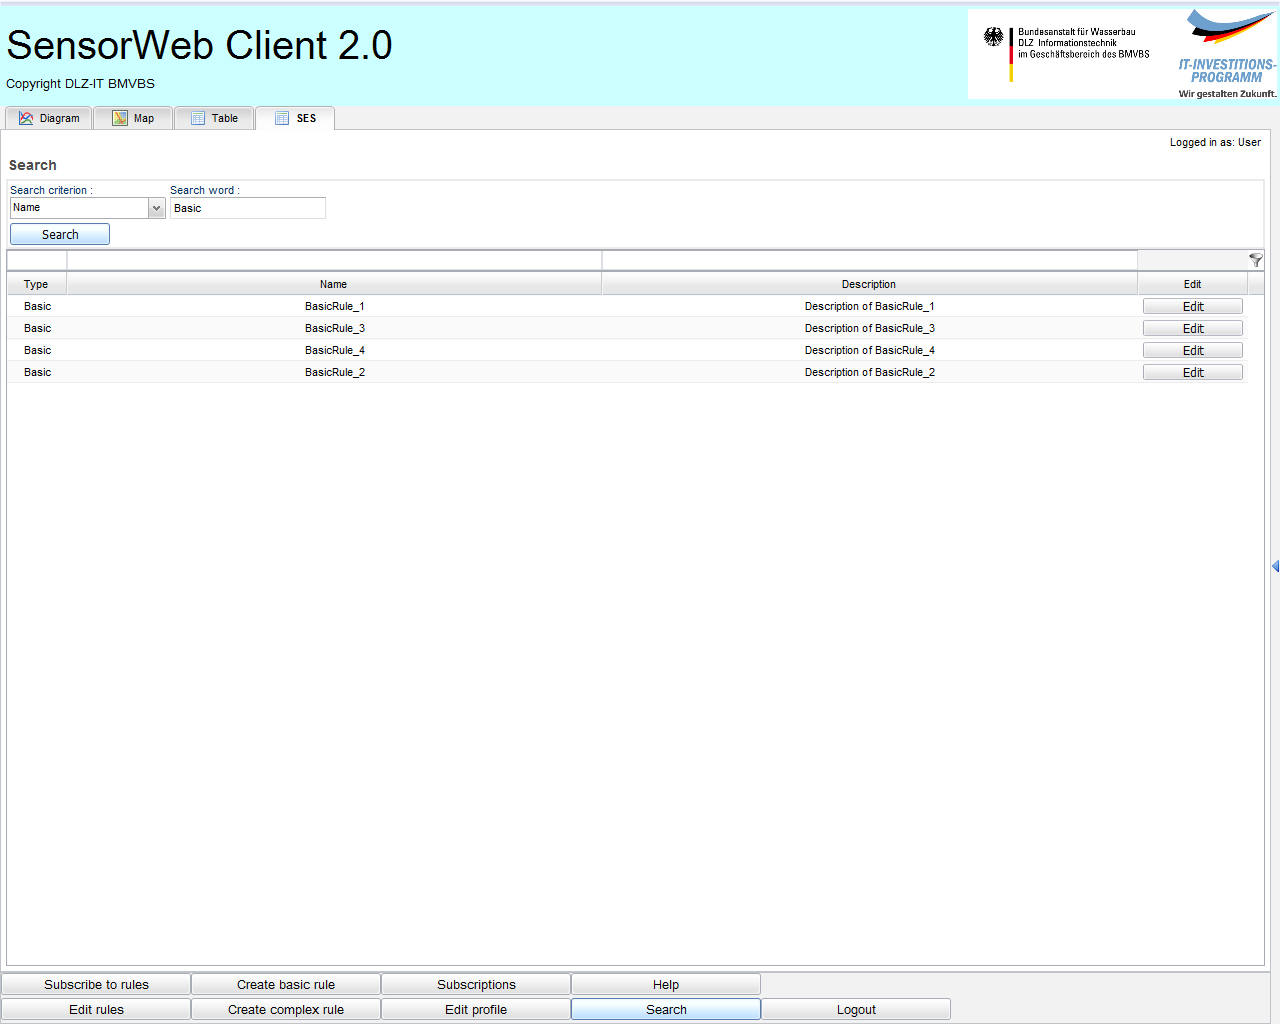 SensorWeb Client 2.0
Copyright DLZ-IT BMVBS
Bundesanstalt für Wasserbau
DLZ Informationstechnik
im Geschäftsbereich des BMVBS
IT-INVESTITIONS-
PROGRAMM
Wir gestalten Zukunft.
Diagram Map Table SES
Logged in as: User
Search
Search criterion : Search word :
Name Basic
Search
Type Name Description Edit
Basic BasicRule_1 Description of BasicRule_1 Edit
Basic BasicRule_3 Description of BasicRule_3 Edit
Basic BasicRule_4 Description of BasicRule_4 Edit
Basic BasicRule_2 Description of BasicRule_2 Edit
Subscribe to rules Create basic rule Subscriptions Help
Edit rules Create complex rule Edit profile Search Logout